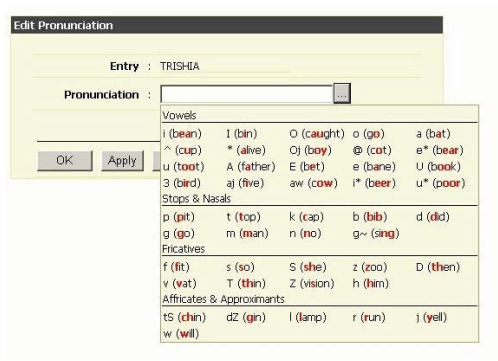 Edit Pronunciation
Entry : TRISHIA
Pronunciation : ...
OK Apply
Vowels
i (bean) I (bin) O (caught) o (go) a (bat)
^ (cup) * (alive) Oj (boy) @ (cot) e* (bear)
u (toot) A (father) E (bet) e (bane) U (book)
3 (bird) aj (five) aw (cow) i* (beer) u* (poor)
Stops & Nasals
p (pit) t (top) k (cap) b (bib) d (did)
g (go) m (man) n (no) g~ (sing)
Fricatives
f (fit) s (so) S (she) z (zoo) D (then)
v (vat) T (thin) Z (vision) h (him)
Affricates & Approximants
tS (chin) dZ (gin) l (lamp) r (run) j (yell)
w (will)